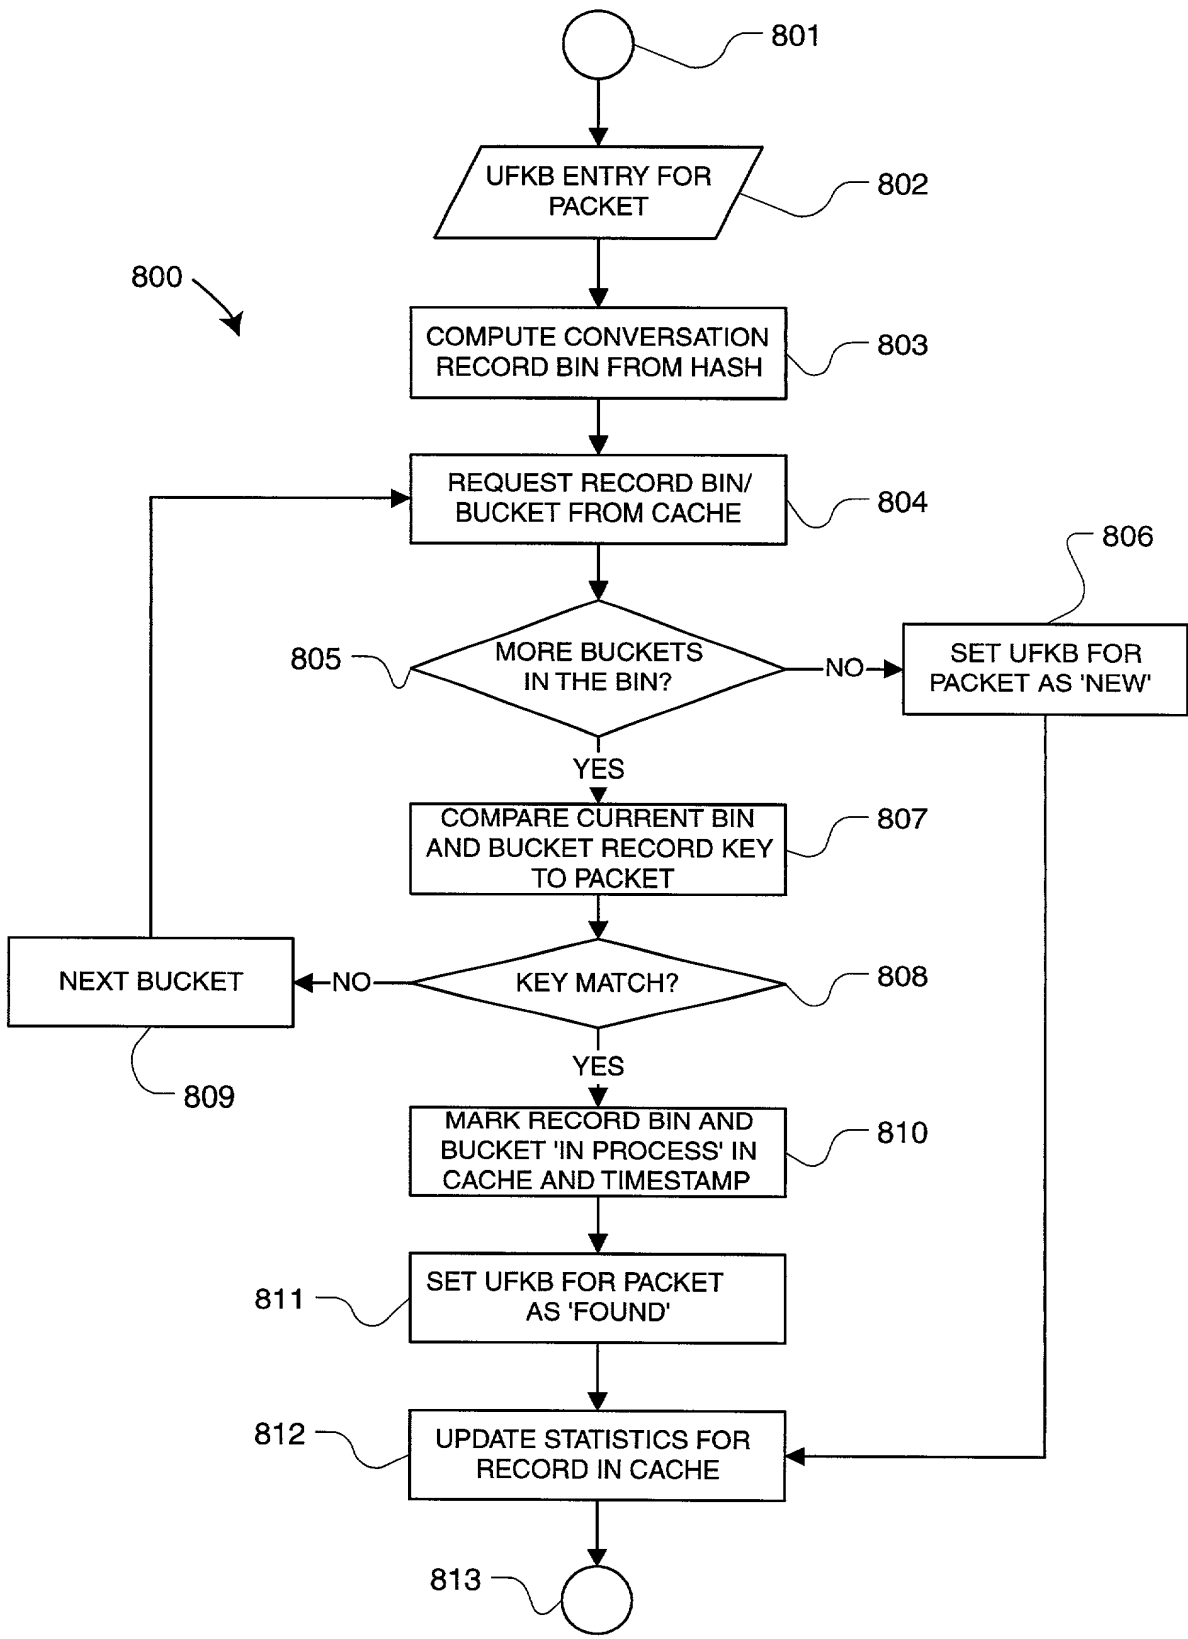 801
UFKB ENTRY FOR
PACKET
802
800
COMPUTE CONVERSATION
RECORD BIN FROM HASH
803
REQUEST RECORD BIN/
BUCKET FROM CACHE
804
806
805
MORE BUCKETS
IN THE BIN?
NO
SET UFKB FOR
PACKET AS 'NEW'
YES
COMPARE CURRENT BIN
AND BUCKET RECORD KEY
TO PACKET
807
NEXT BUCKET
NO
KEY MATCH?
808
809
YES
MARK RECORD BIN AND
BUCKET 'IN PROCESS' IN
CACHE AND TIMESTAMP
810
811
SET UFKB FOR PACKET
AS 'FOUND'
812
UPDATE STATISTICS FOR
RECORD IN CACHE
813